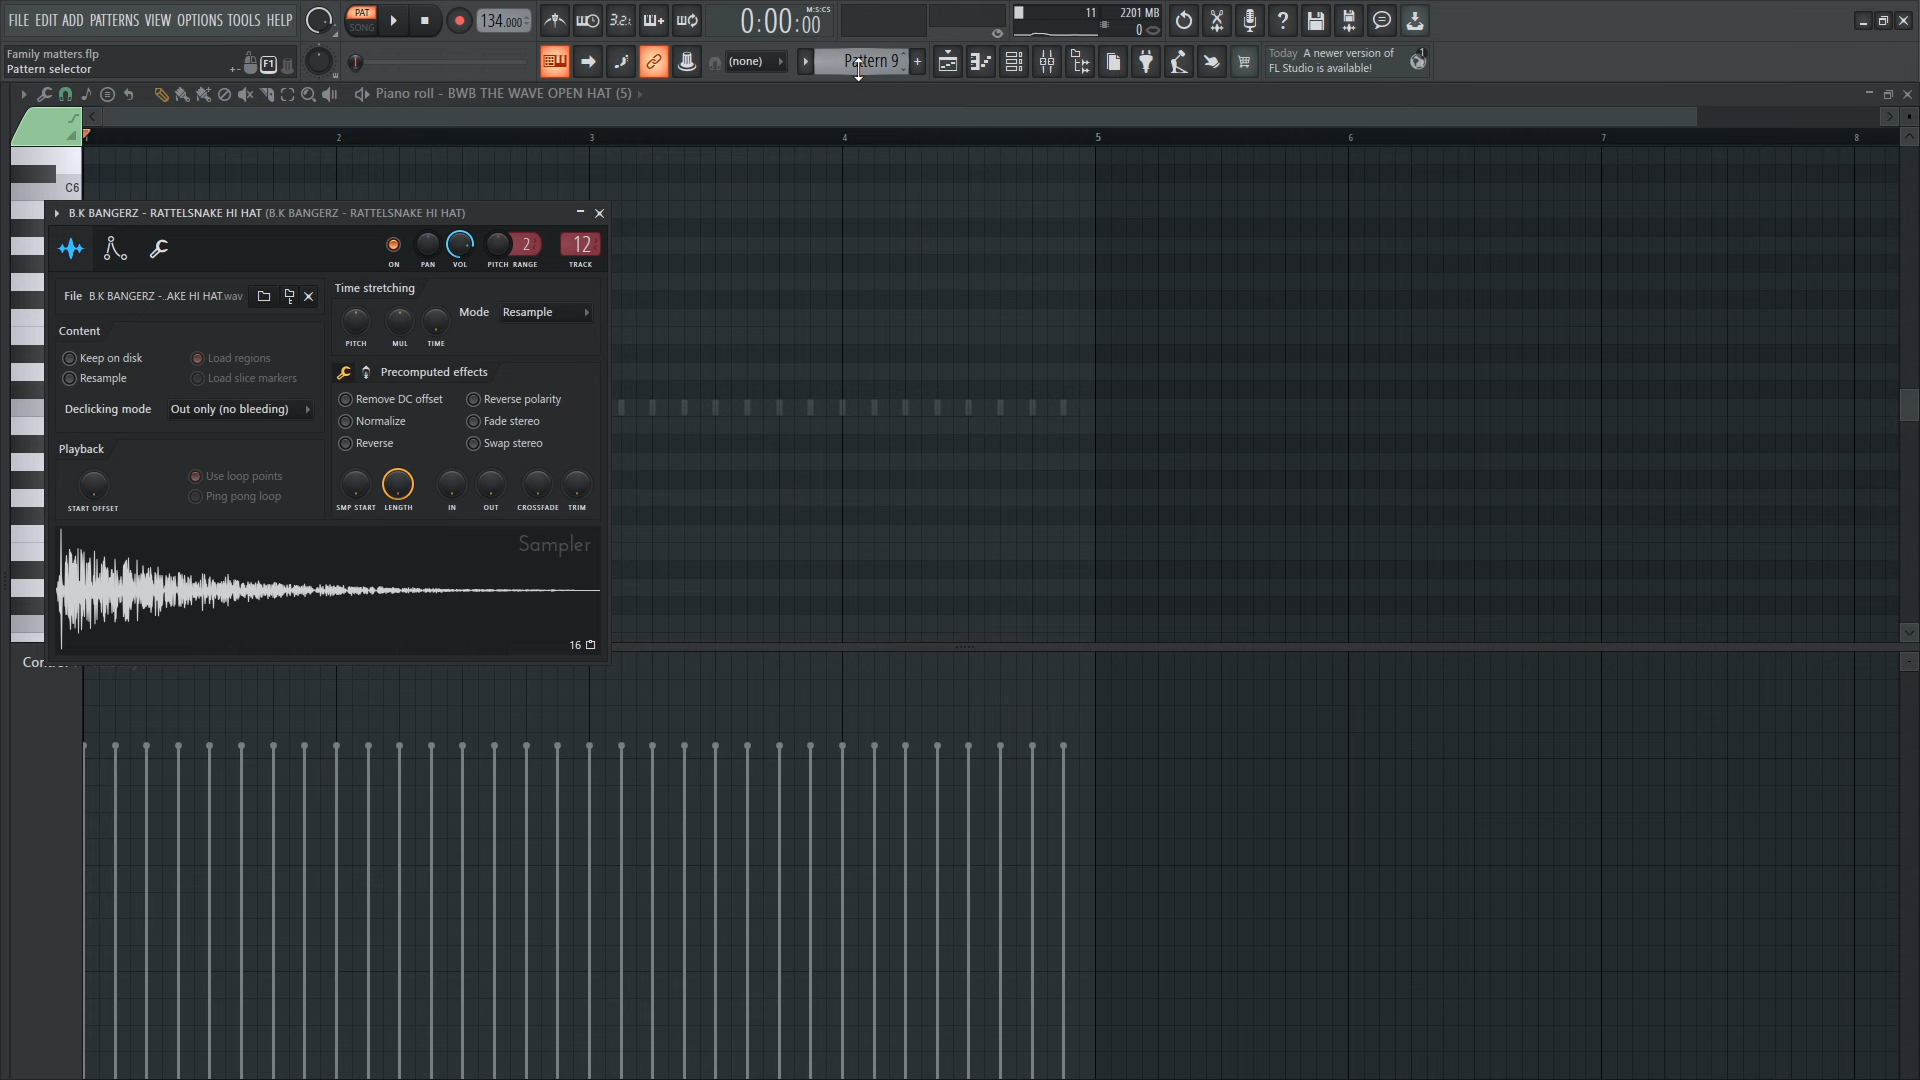 FILE EDIT ADD PATTERNS VIEW OPTIONS TOOLS HELP
PAT
SONG
134.000
3.2.
0:00:00
M:S:CS
11
2201 MB
0
Family matters.flp
Pattern selector
F1
(none)
Pattern 9
+
Today A newer version of
FL Studio is available!
1
Piano roll - BWB THE WAVE OPEN HAT (5)
1 2 3 4 5 6 7 8
C6
B.K BANGERZ - RATTELSNAKE HI HAT (B.K BANGERZ - RATTELSNAKE HI HAT)
2
12
ON PAN VOL PITCH RANGE TRACK
File B.K BANGERZ -..AKE HI HAT.wav
Time stretching
Mode Resample
PITCH MUL TIME
Content
Keep on disk
Load regions
Resample
Load slice markers
Declicking mode Out only (no bleeding)
Precomputed effects
Remove DC offset
Reverse polarity
Normalize
Fade stereo
Reverse
Swap stereo
Playback
Use loop points
Ping pong loop
START OFFSET
SMP START LENGTH IN OUT CROSSFADE TRIM
Sampler
16